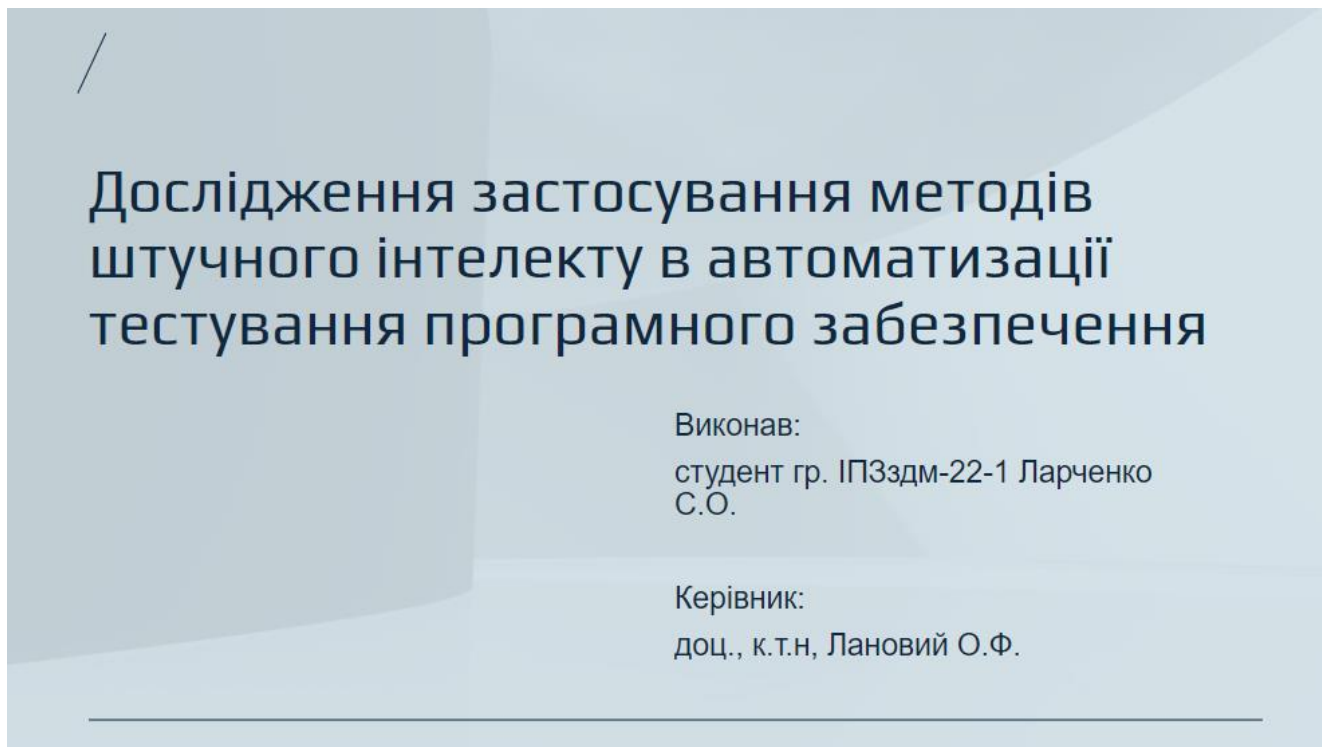 Дослідження застосування методів
штучного інтелекту в автоматизації
тестування програмного забезпечення
Виконав:
студент гр. ІПЗздм-22-1 Ларченко
С.О.
Керівник:
доц., к.т.н, Лановий О.Ф.